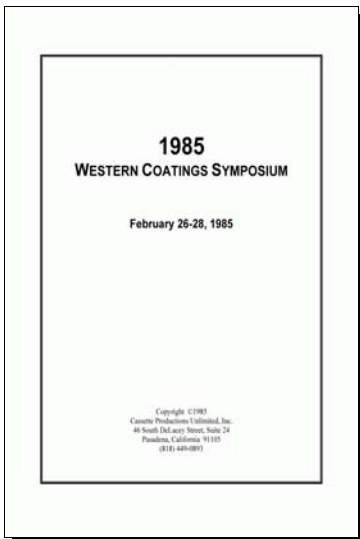 1985
WESTERN COATINGS SYMPOSIUM
February 26-28, 1985
Copyright ©1985
Cassette Productions Unlimited, Inc.
46 South DeLacey Street, Suite 24
Pasadena, California 91105
(818) 449-0893